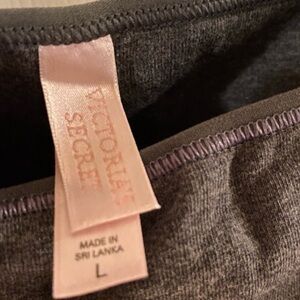 VICTORIA'S
SECRET
MADE IN
SRI LANKA
L